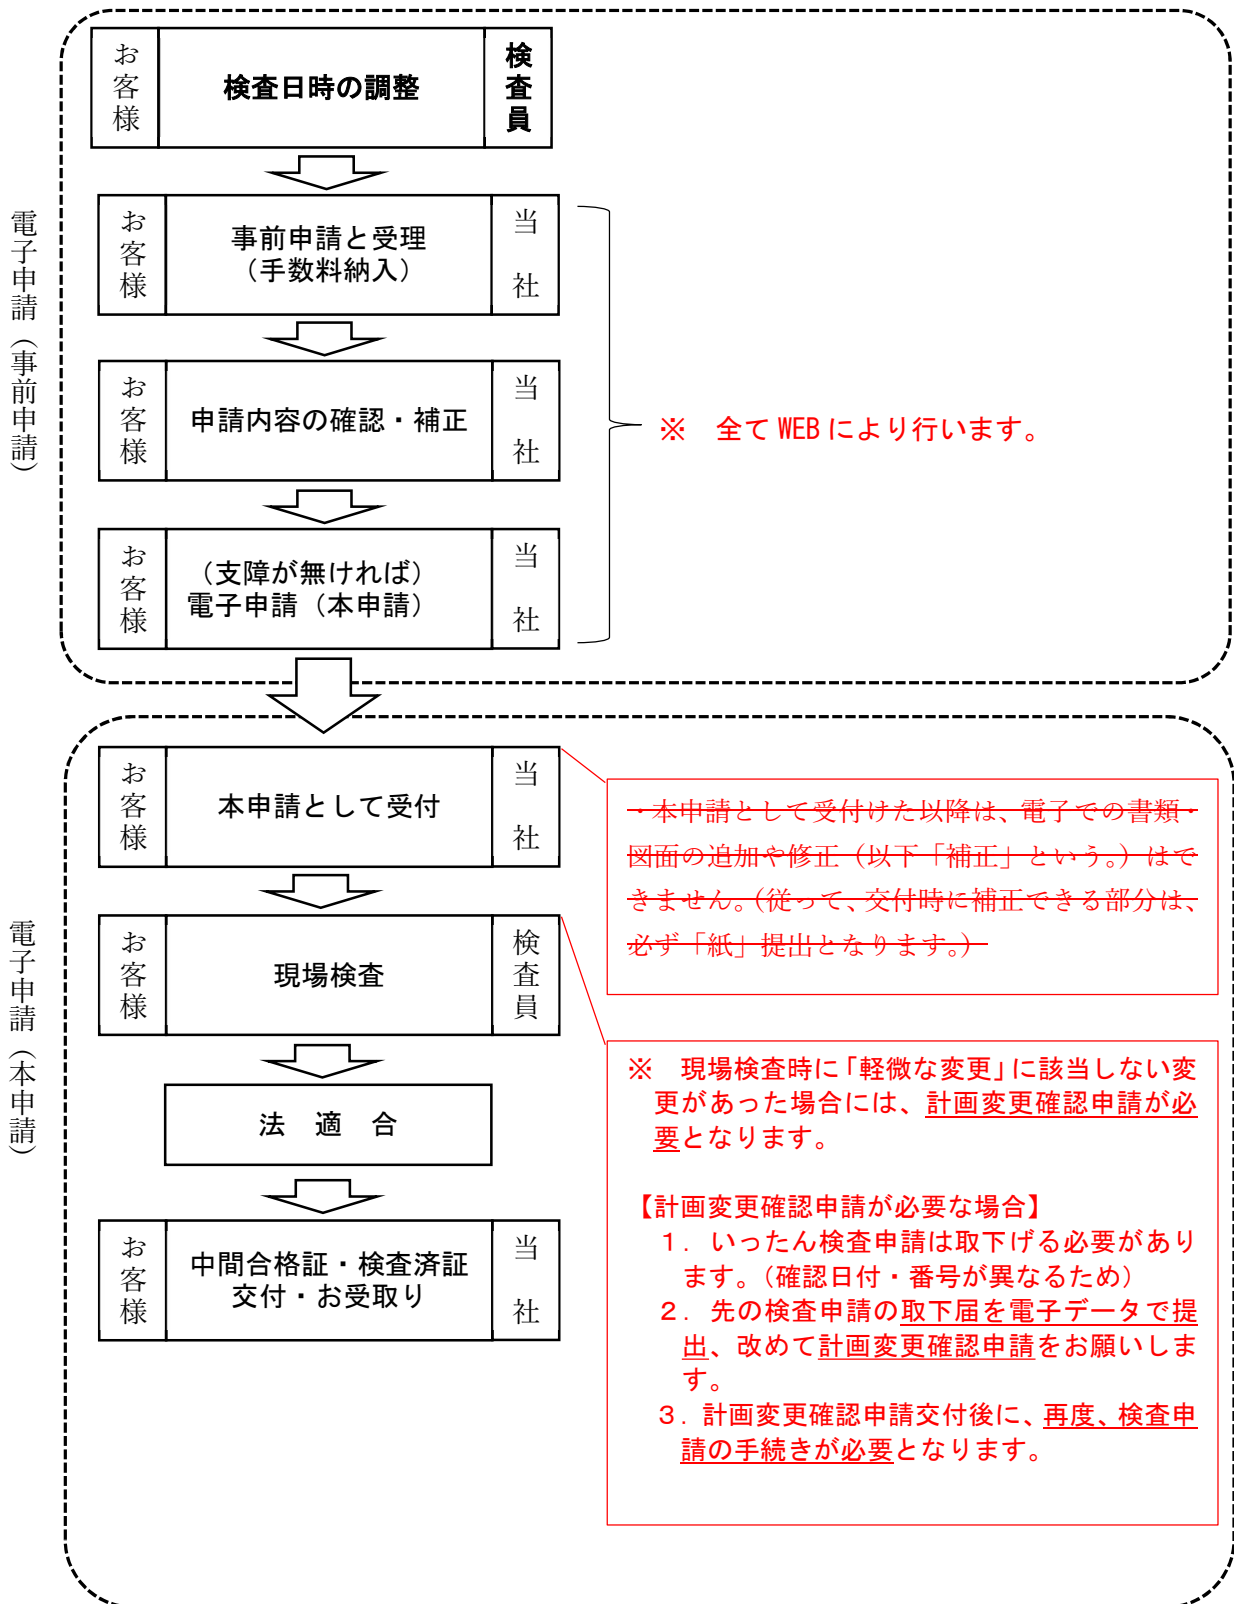 電子申請（事前申請）
お客様
検査日時の調整
検査員
お客様
事前申請と受理
（手数料納入）
当社
お客様
申請内容の確認・補正
当社
※　全て WEB により行います。
お客様
（支障が無ければ）
電子申請（本申請）
当社
電子申請（本申請）
お客様
本申請として受付
当社
・本申請として受付けた以降は、電子での書類・
図面の追加や修正（以下「補正」という。）はで
きません。（従って、交付時に補正できる部分は、
必ず「紙」提出となります。）
お客様
現場検査
検査員
※　現場検査時に「軽微な変更」に該当しない変
更があった場合には、計画変更確認申請が必
要となります。
【計画変更確認申請が必要な場合】
１．いったん検査申請は取下げる必要があり
ます。（確認日付・番号が異なるため）
２．先の検査申請の取下届を電子データで提
出、改めて計画変更確認申請をお願いしま
す。
３．計画変更確認申請交付後に、再度、検査申
請の手続きが必要となります。
法　適　合
お客様
中間合格証・検査済証
交付・お受取り
当社